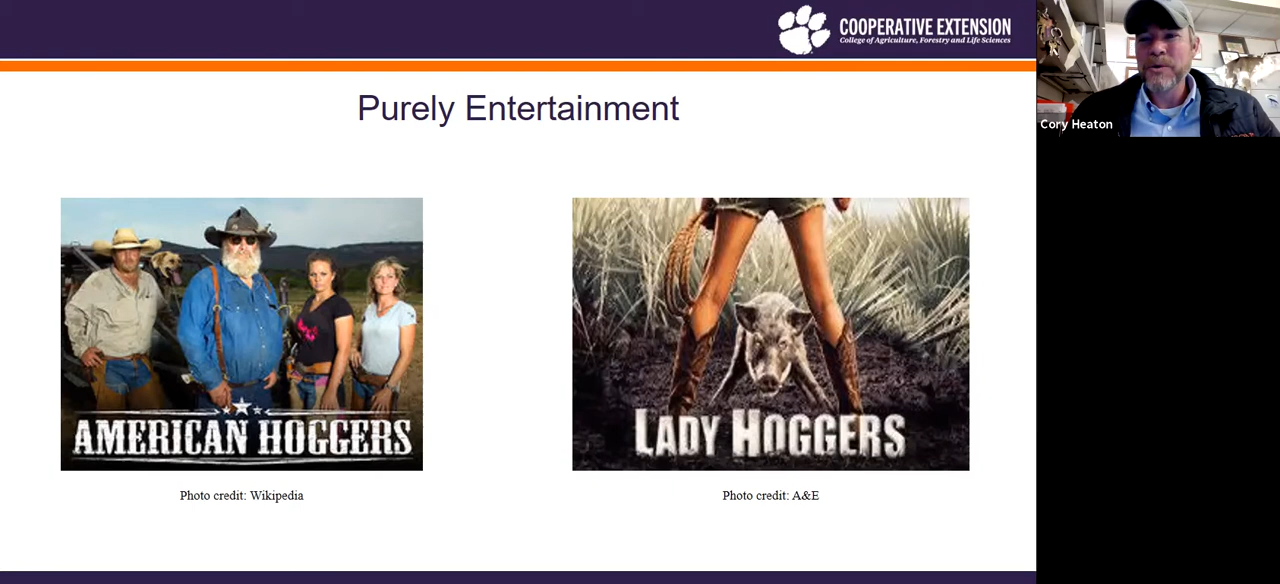 COOPERATIVE EXTENSION
College of Agriculture, Forestry and Life Sciences
Cory Heaton
Purely Entertainment
AMERICAN HOGGERS
LADY HOGGERS
Photo credit: Wikipedia
Photo credit: A&E